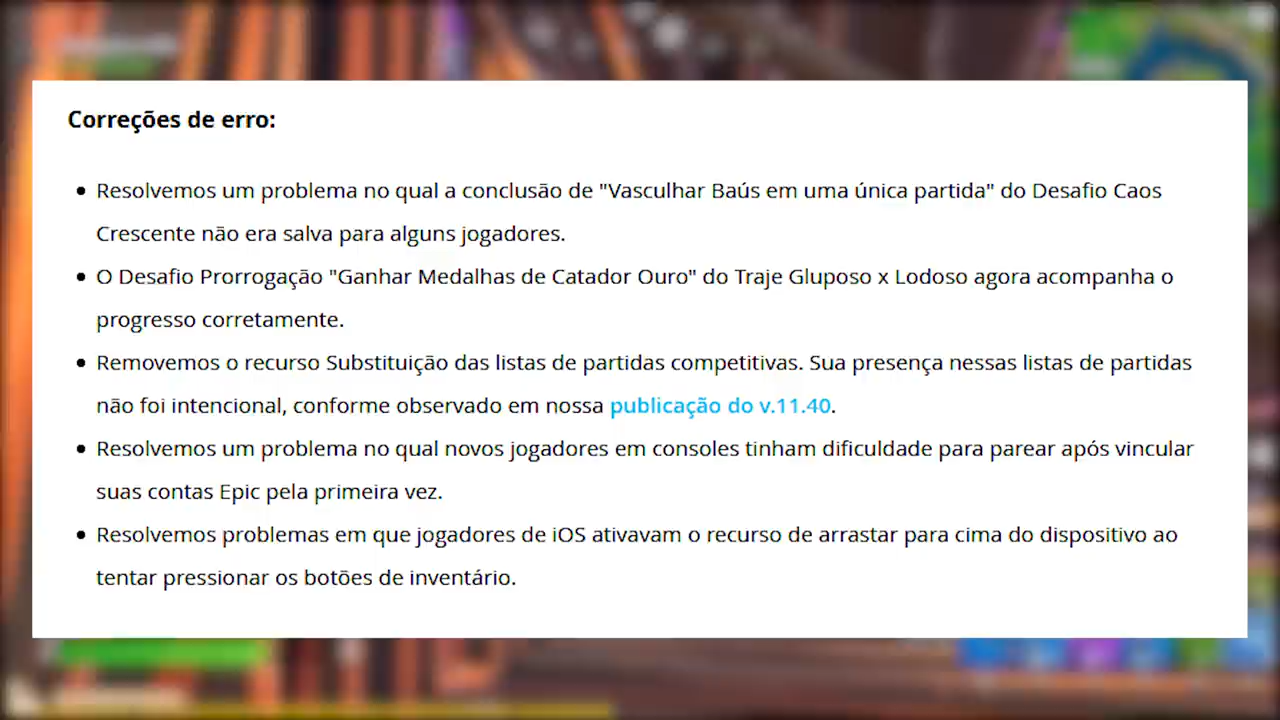 Correções de erro:
Resolvemos um problema no qual a conclusão de "Vasculhar Baús em uma única partida" do Desafio Caos
Crescente não era salva para alguns jogadores.
O Desafio Prorrogação "Ganhar Medalhas de Catador Ouro" do Traje Gluposo x Lodoso agora acompanha o
progresso corretamente.
Removemos o recurso Substituição das listas de partidas competitivas. Sua presença nessas listas de partidas
não foi intencional, conforme observado em nossa publicação do v.11.40.
Resolvemos um problema no qual novos jogadores em consoles tinham dificuldade para parear após vincular
suas contas Epic pela primeira vez.
Resolvemos problemas em que jogadores de iOS ativavam o recurso de arrastar para cima do dispositivo ao
tentar pressionar os botões de inventário.